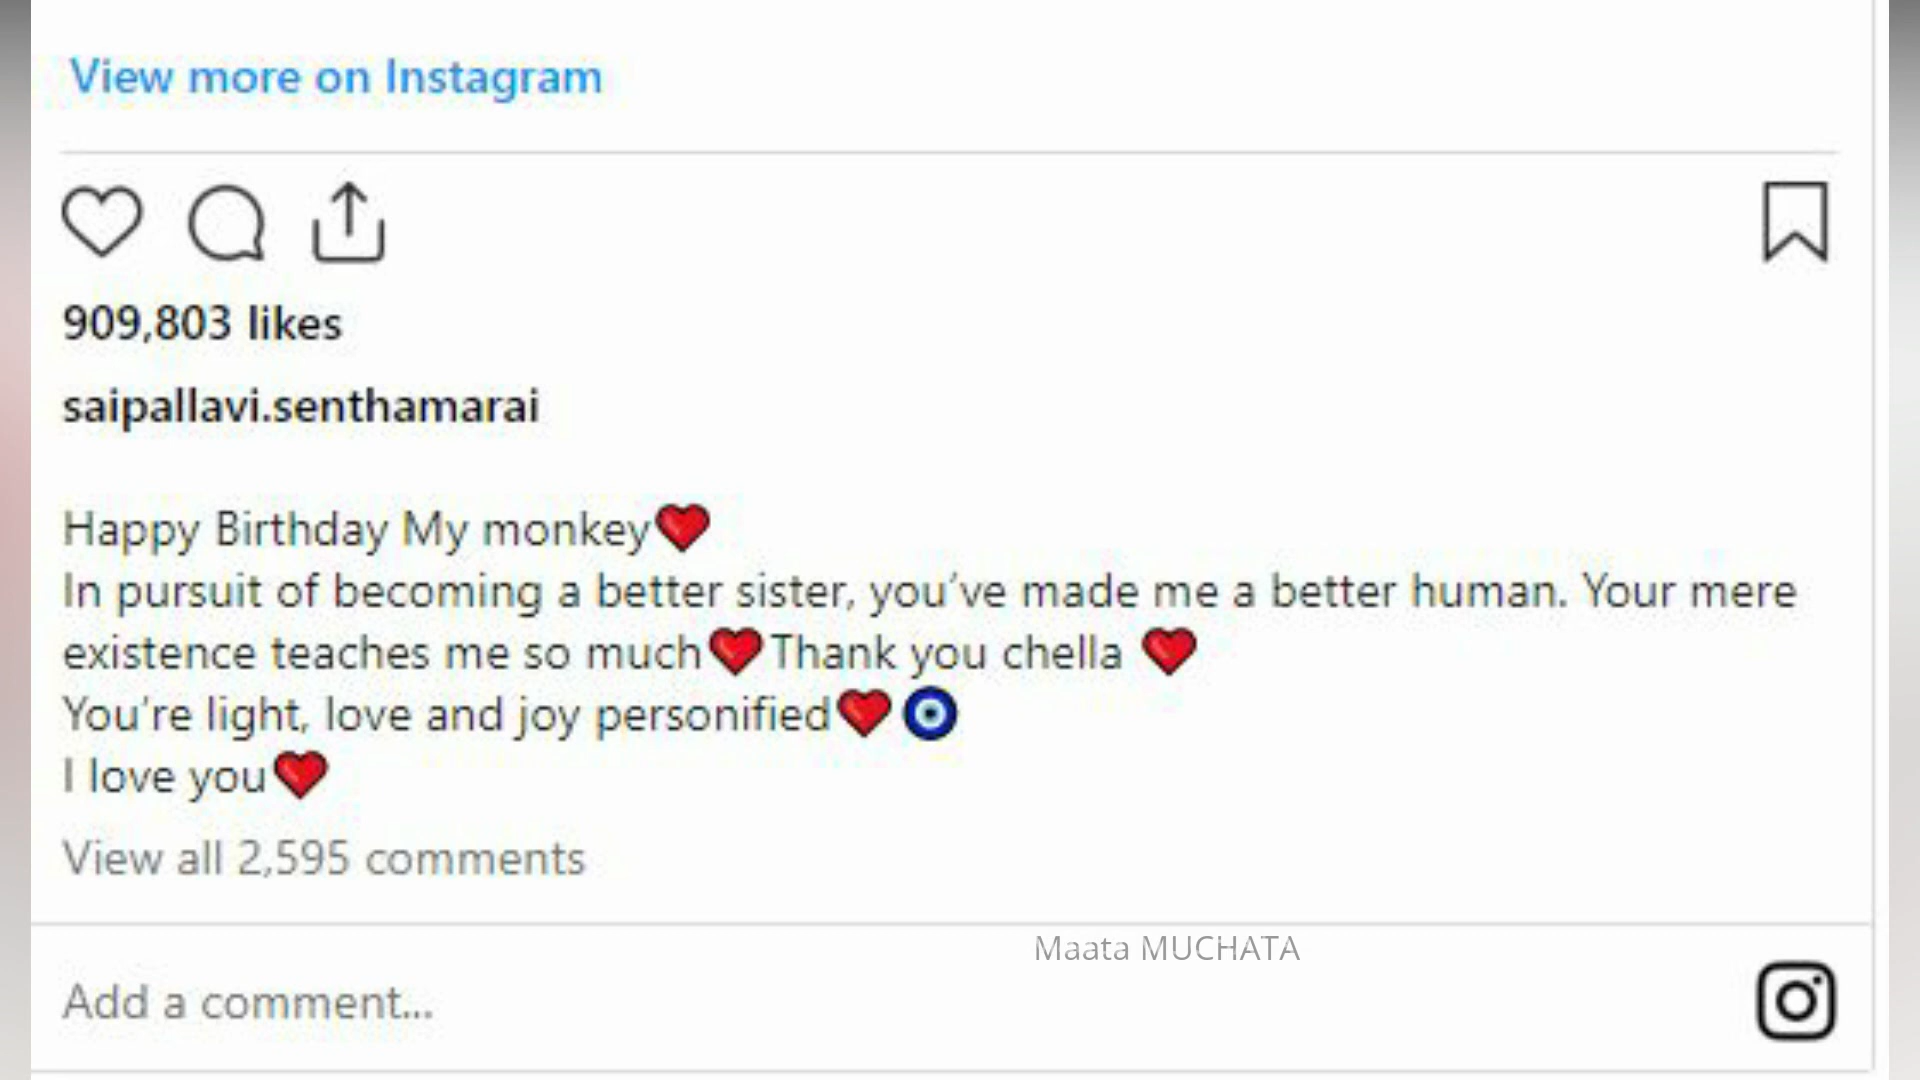 View more on Instagram
909,803 likes
saipallavi.senthamarai
Happy Birthday My monkey❤️
In pursuit of becoming a better sister, you’ve made me a better human. Your mere
existence teaches me so much❤️Thank you chella ❤️
You’re light, love and joy personified❤️🧿
I love you❤️
View all 2,595 comments
Maata MUCHATA
Add a comment...